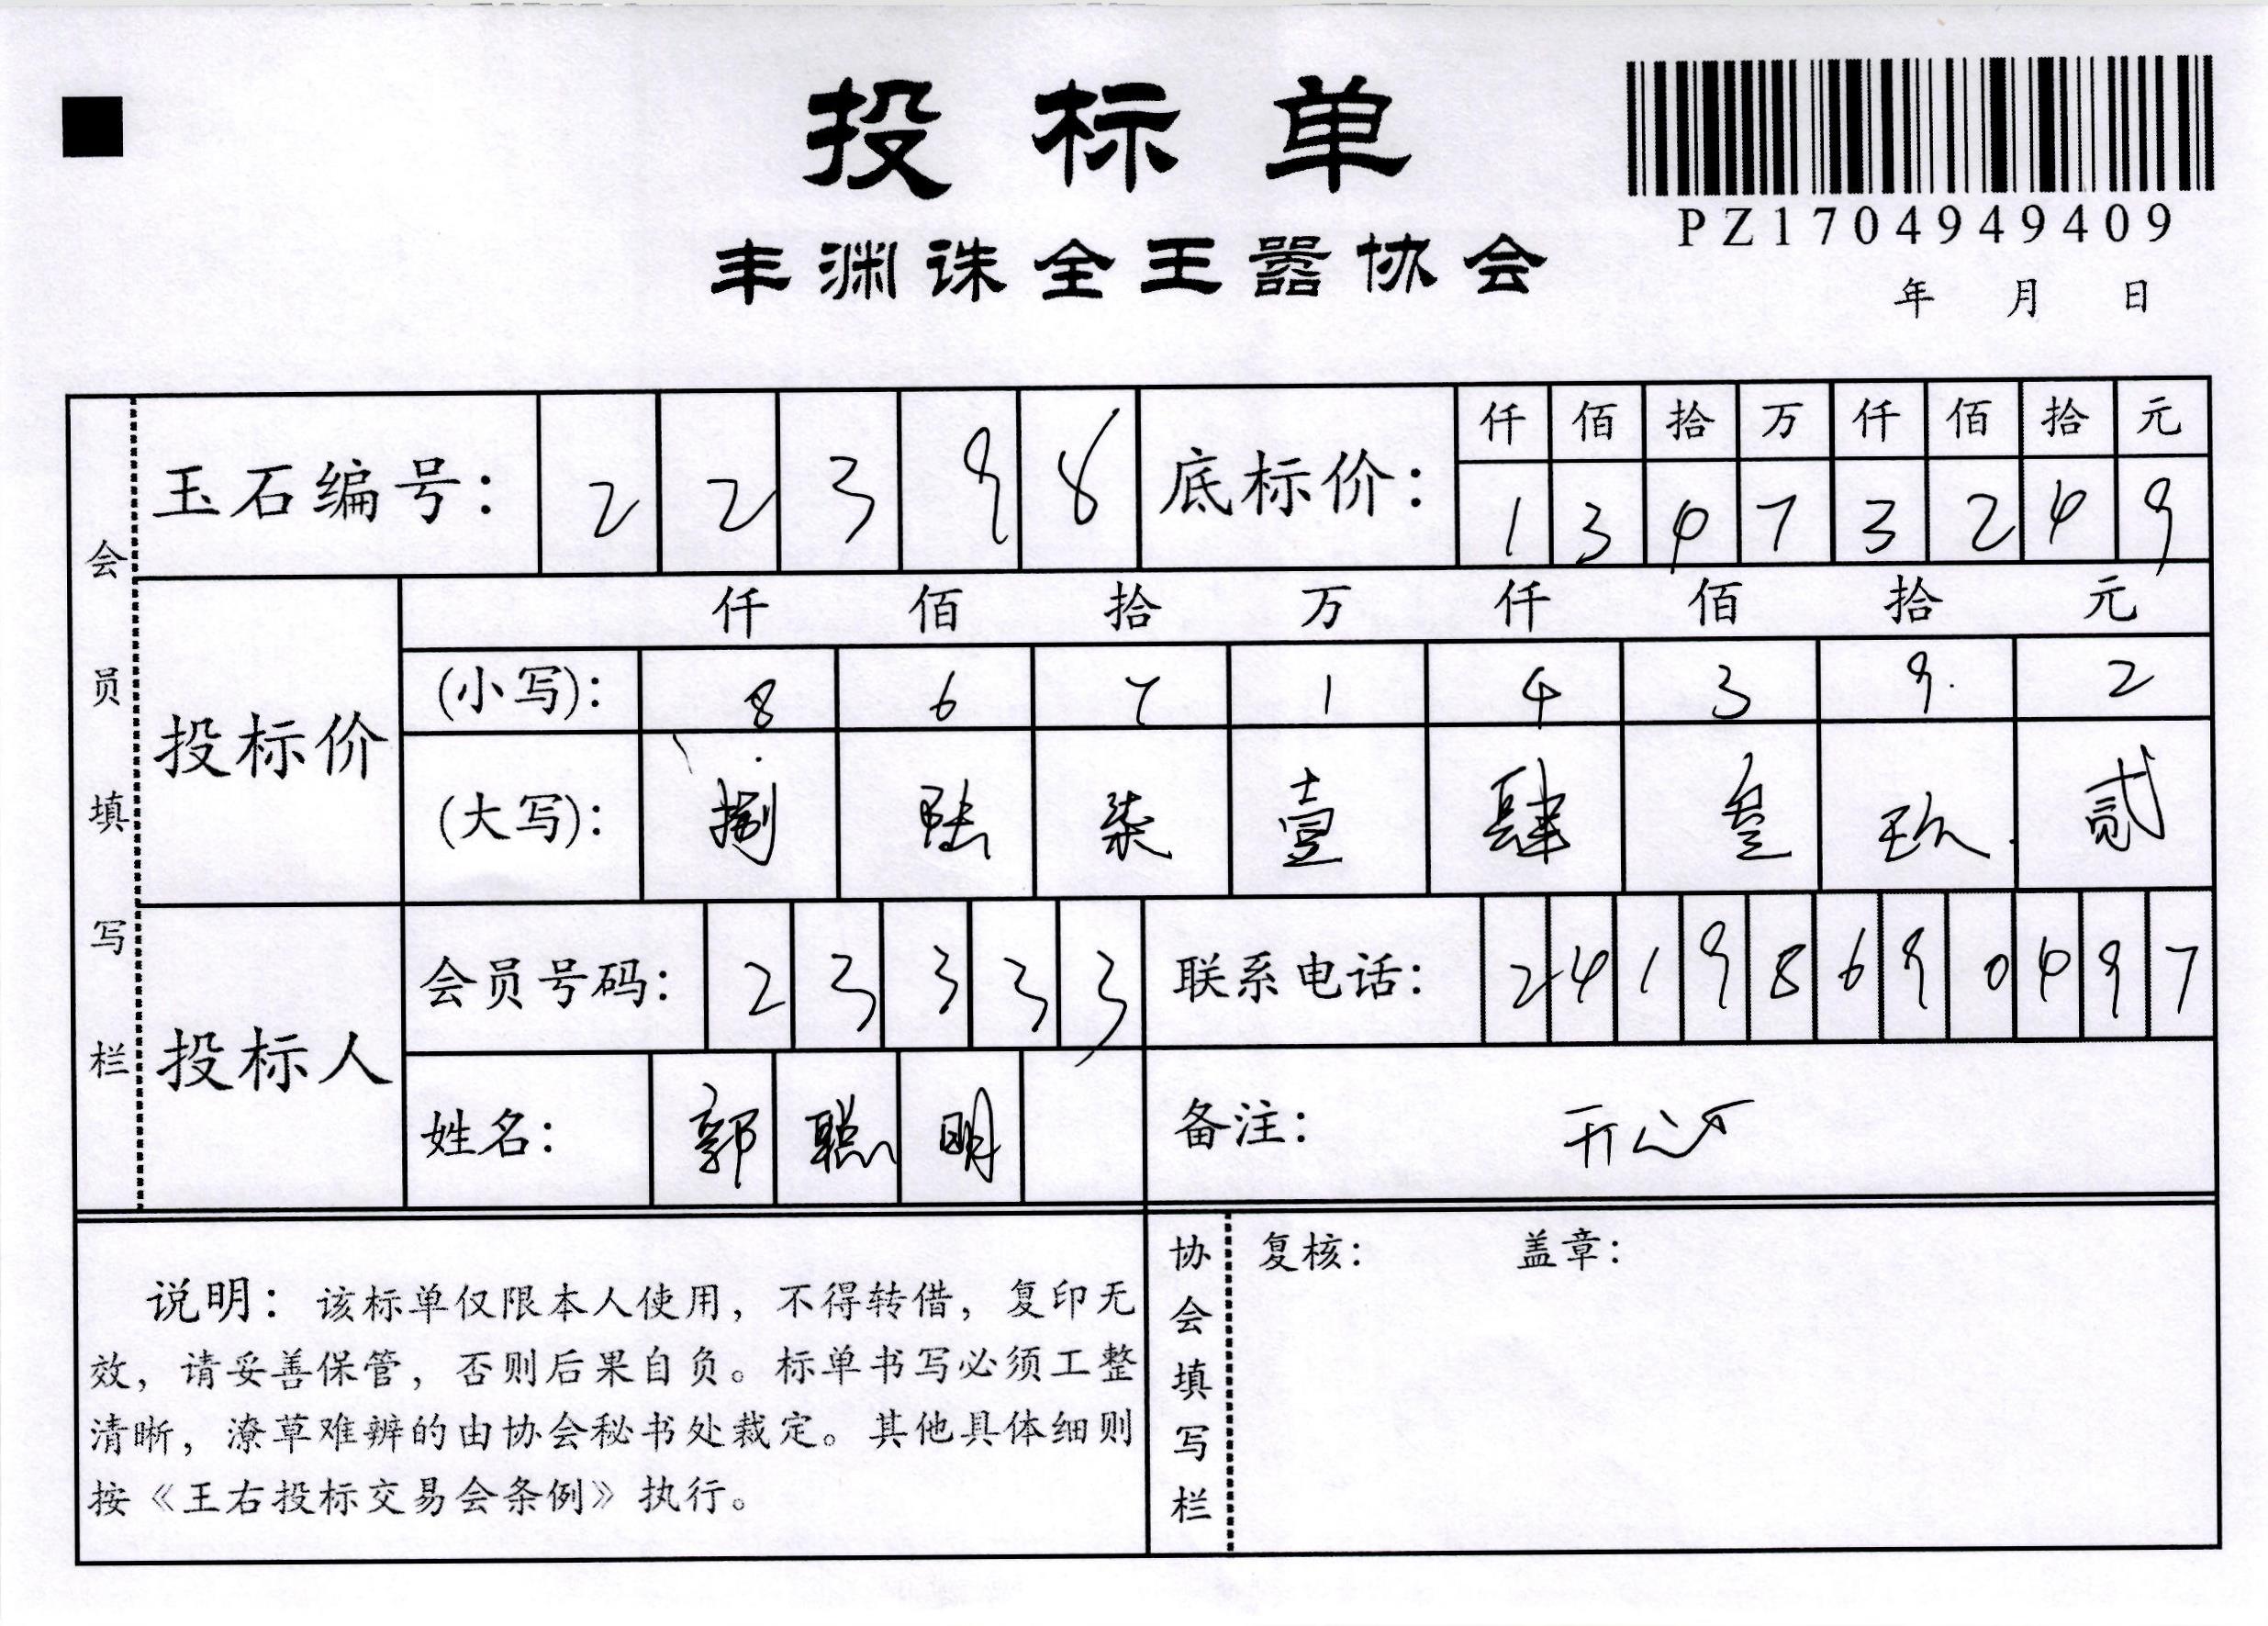 投标单
丰渊诛全王嚣协会
PZ1704949409
年 月 日
会员填写栏
玉石编号: 2 2 3 9 8
底标价: 仟 佰 拾 万 仟 佰 拾 元
1 3 4 7 3 2 4 9
投标价
仟 佰 拾 万 仟 佰 拾 元
(小写): 8 6 7 1 4 3 9 2
(大写): 捌 陆 柒 壹 肆 叁 玖 贰
投标人
会员号码: 2 3 3 3 3
联系电话: 2 4 1 9 8 6 9 0 4 9 7
姓名: 郭 聪 明
备注:
说明: 该标单仅限本人使用, 不得转借, 复印无
效, 请妥善保管, 否则后果自负。标单书写必须工整
清晰, 潦草难辨的由协会秘书处裁定。其他具体细则
按《王右投标交易会条例》执行。
协会填写栏
复核: 盖章: